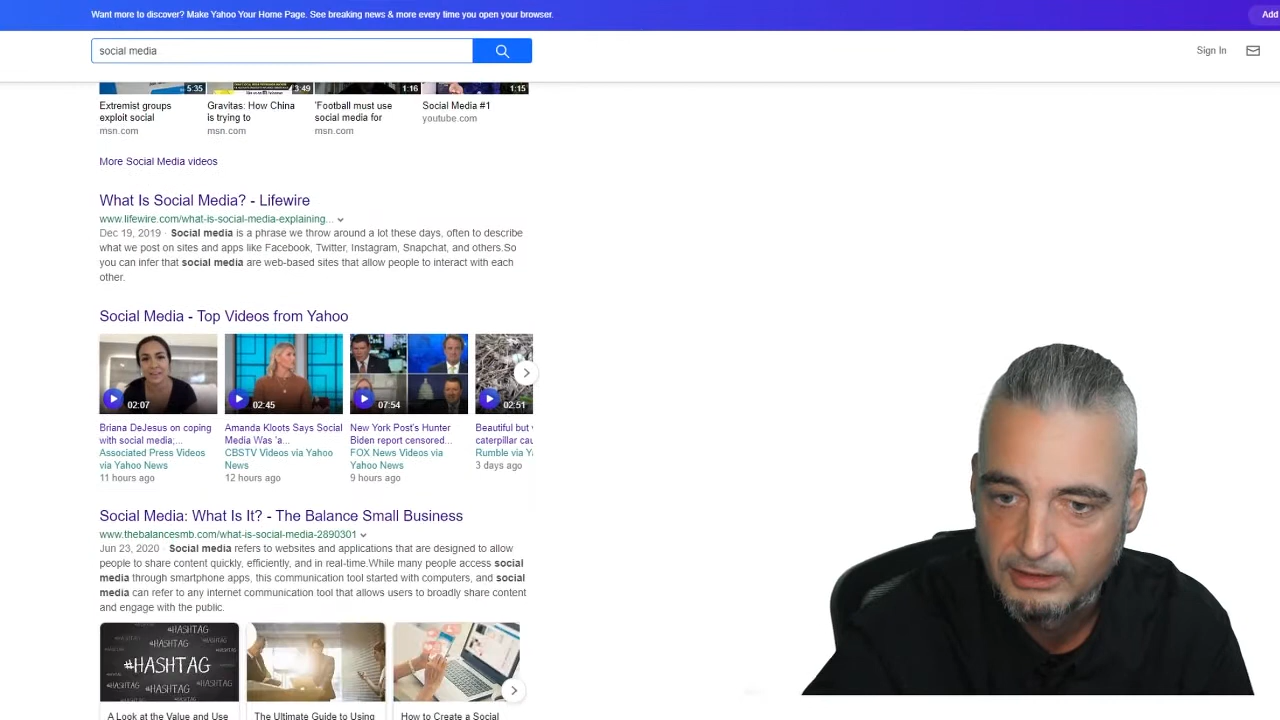 Want more to discover? Make Yahoo Your Home Page. See breaking news & more every time you open your browser.
Add
social media
Sign In
5:35
3:49
1:16
1:15
Extremist groups
exploit social
msn.com
Gravitas: How China
is trying to
msn.com
'Football must use
social media for
msn.com
Social Media #1
youtube.com
More Social Media videos
What Is Social Media? - Lifewire
www.lifewire.com/what-is-social-media-explaining...
Dec 19, 2019 · Social media is a phrase we throw around a lot these days, often to describe
what we post on sites and apps like Facebook, Twitter, Instagram, Snapchat, and others.So
you can infer that social media are web-based sites that allow people to interact with each
other.
Social Media - Top Videos from Yahoo
02:07
02:45
07:54
02:51
Briana DeJesus on coping
with social media;...
Associated Press Videos
via Yahoo News
11 hours ago
Amanda Kloots Says Social
Media Was 'a...
CBSTV Videos via Yahoo
News
12 hours ago
New York Post's Hunter
Biden report censored...
FOX News Videos via
Yahoo News
9 hours ago
Beautiful but
caterpillar cau
Rumble via Y
3 days ago
Social Media: What Is It? - The Balance Small Business
www.thebalancesmb.com/what-is-social-media-2890301
Jun 23, 2020 · Social media refers to websites and applications that are designed to allow
people to share content quickly, efficiently, and in real-time.While many people access social
media through smartphone apps, this communication tool started with computers, and social
media can refer to any internet communication tool that allows users to broadly share content
and engage with the public.
#HASHTAG
#HASHTAG
#HASHTAG
#HASHTAG
A Look at the Value and Use
The Ultimate Guide to Using
How to Create a Social